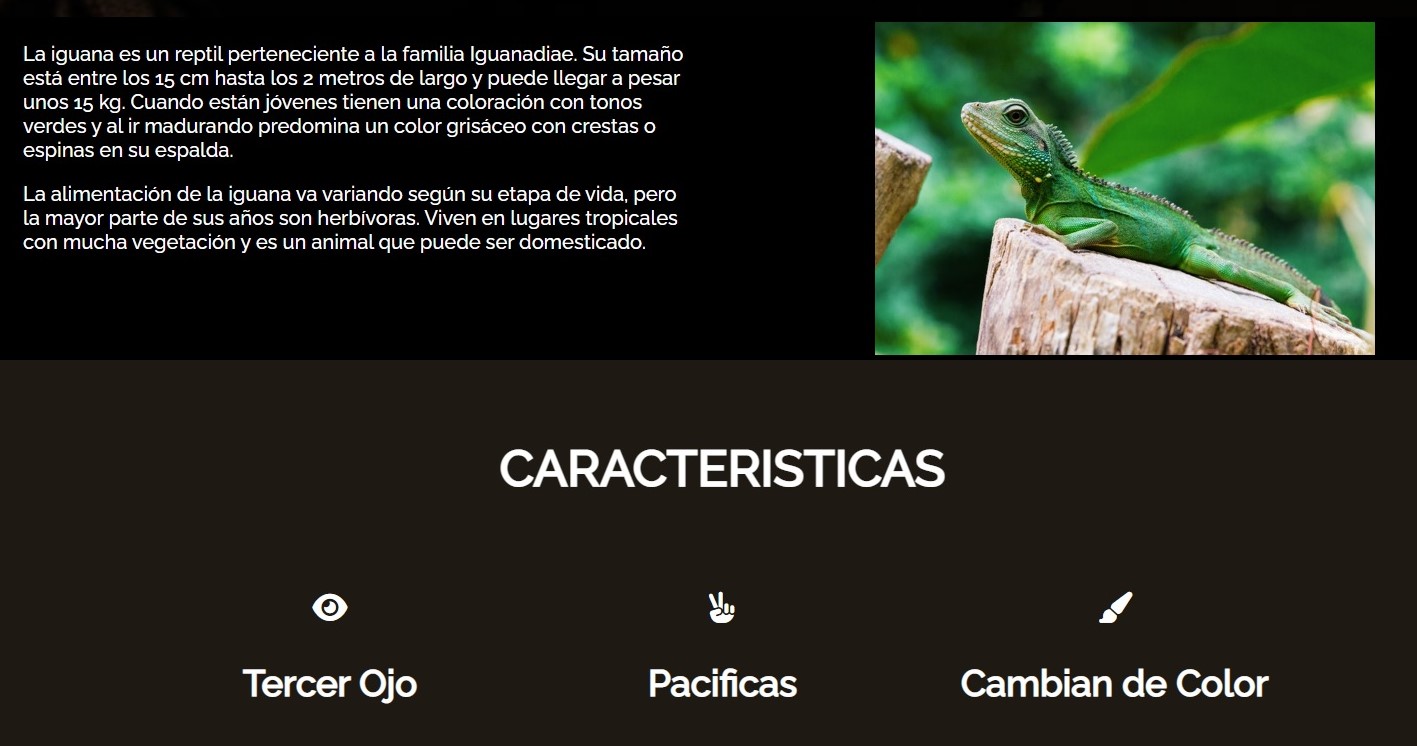 La iguana es un reptil perteneciente a la familia Iguanadiae. Su tamaño
está entre los 15 cm hasta los 2 metros de largo y puede llegar a pesar
unos 15 kg. Cuando están jóvenes tienen una coloración con tonos
verdes y al ir madurando predomina un color grisáceo con crestas o
espinas en su espalda.
La alimentación de la iguana va variando según su etapa de vida, pero
la mayor parte de sus años son herbívoras. Viven en lugares tropicales
con mucha vegetación y es un animal que puede ser domesticado.
CARACTERISTICAS
Tercer Ojo
Pacificas
Cambian de Color